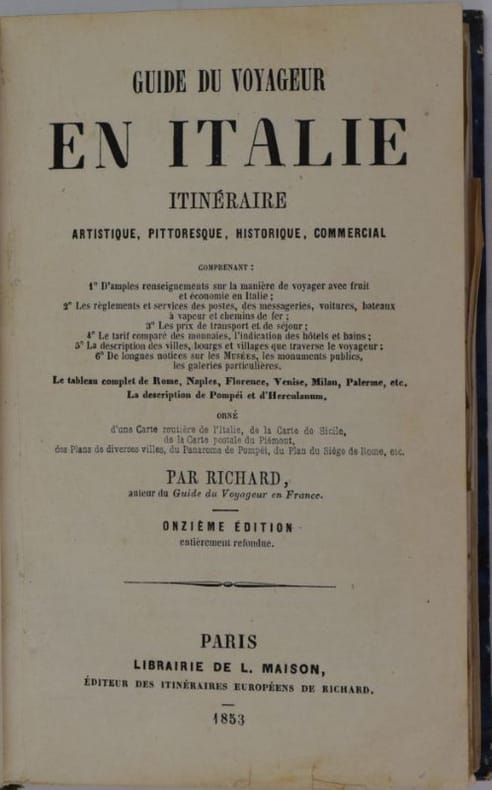 GUIDE DU VOYAGEUR
EN ITALIE
ITINÉRAIRE
ARTISTIQUE, PITTORESQUE, HISTORIQUE, COMMERCIAL
COMPRENANT :
1° D'amples renseignements sur la manière de voyager avec fruit
et économie en Italie ;
2° Les règlements et services des postes, des messageries, voitures, bateaux
à vapeur et chemins de fer ;
3° Les prix de transport et de séjour ;
4° Le tarif comparé des monnaies, l'indication des hôtels et bains ;
5° La description des villes, bourgs et villages que traverse le voyageur ;
6° De longues notices sur les MUSÉES, les monuments publics,
les galeries particulières.
Le tableau complet de Rome, Naples, Florence, Venise, Milan, Palerme, etc.
La description de Pompéi et d'Herculanum,
ORNÉ
d'une Carte routière de l'Italie, de la Carte de Sicile,
de la Carte postale du Piémont,
des Plans de diverses villes, du Panorama de Pompéi, du Plan du Siége de Rome, etc.
PAR RICHARD,
auteur du Guide du Voyageur en France.
ONZIÈME ÉDITION
entièrement refondue.
PARIS
LIBRAIRIE DE L. MAISON,
ÉDITEUR DES ITINÉRAIRES EUROPÉENS DE RICHARD.
1853